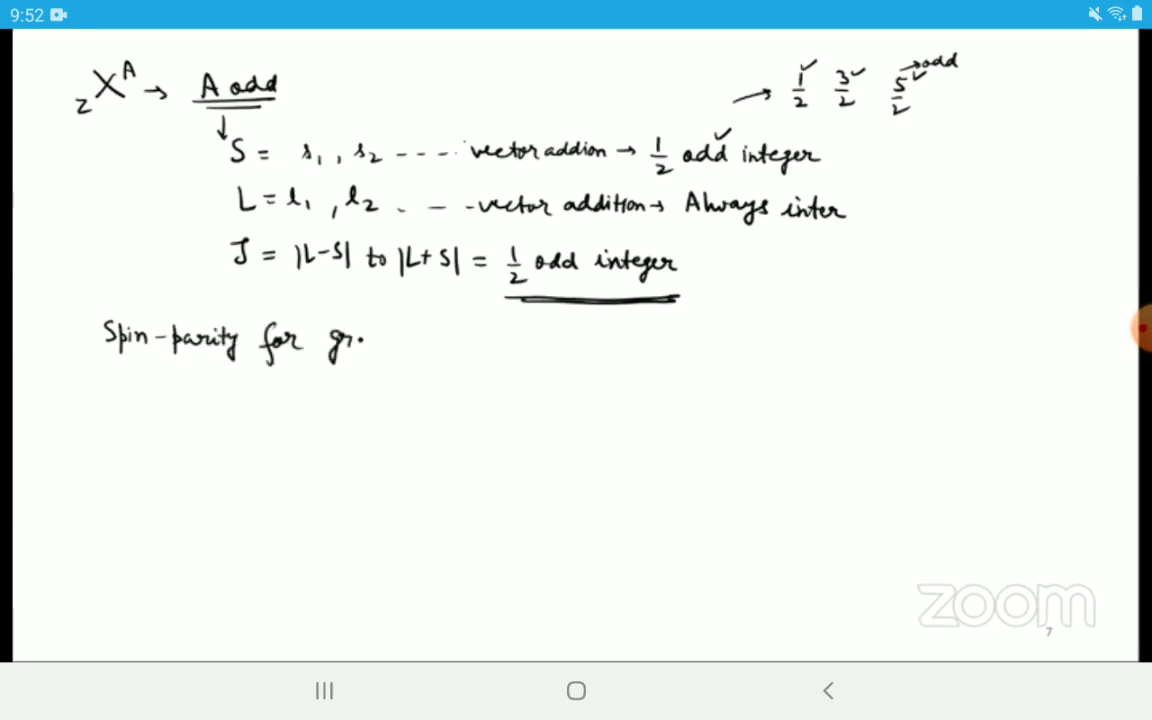 9:52
zX^A → A odd
→ 1/2 3/2 5/2 → odd
↓ S = s₁, s₂ ---- vector addion → 1/2 odd integer
L = l₁, l₂ - - - vector addition → Always inter
J = |L-S| to |L+S| = 1/2 odd integer
Spin-parity for gr.
zoom
7